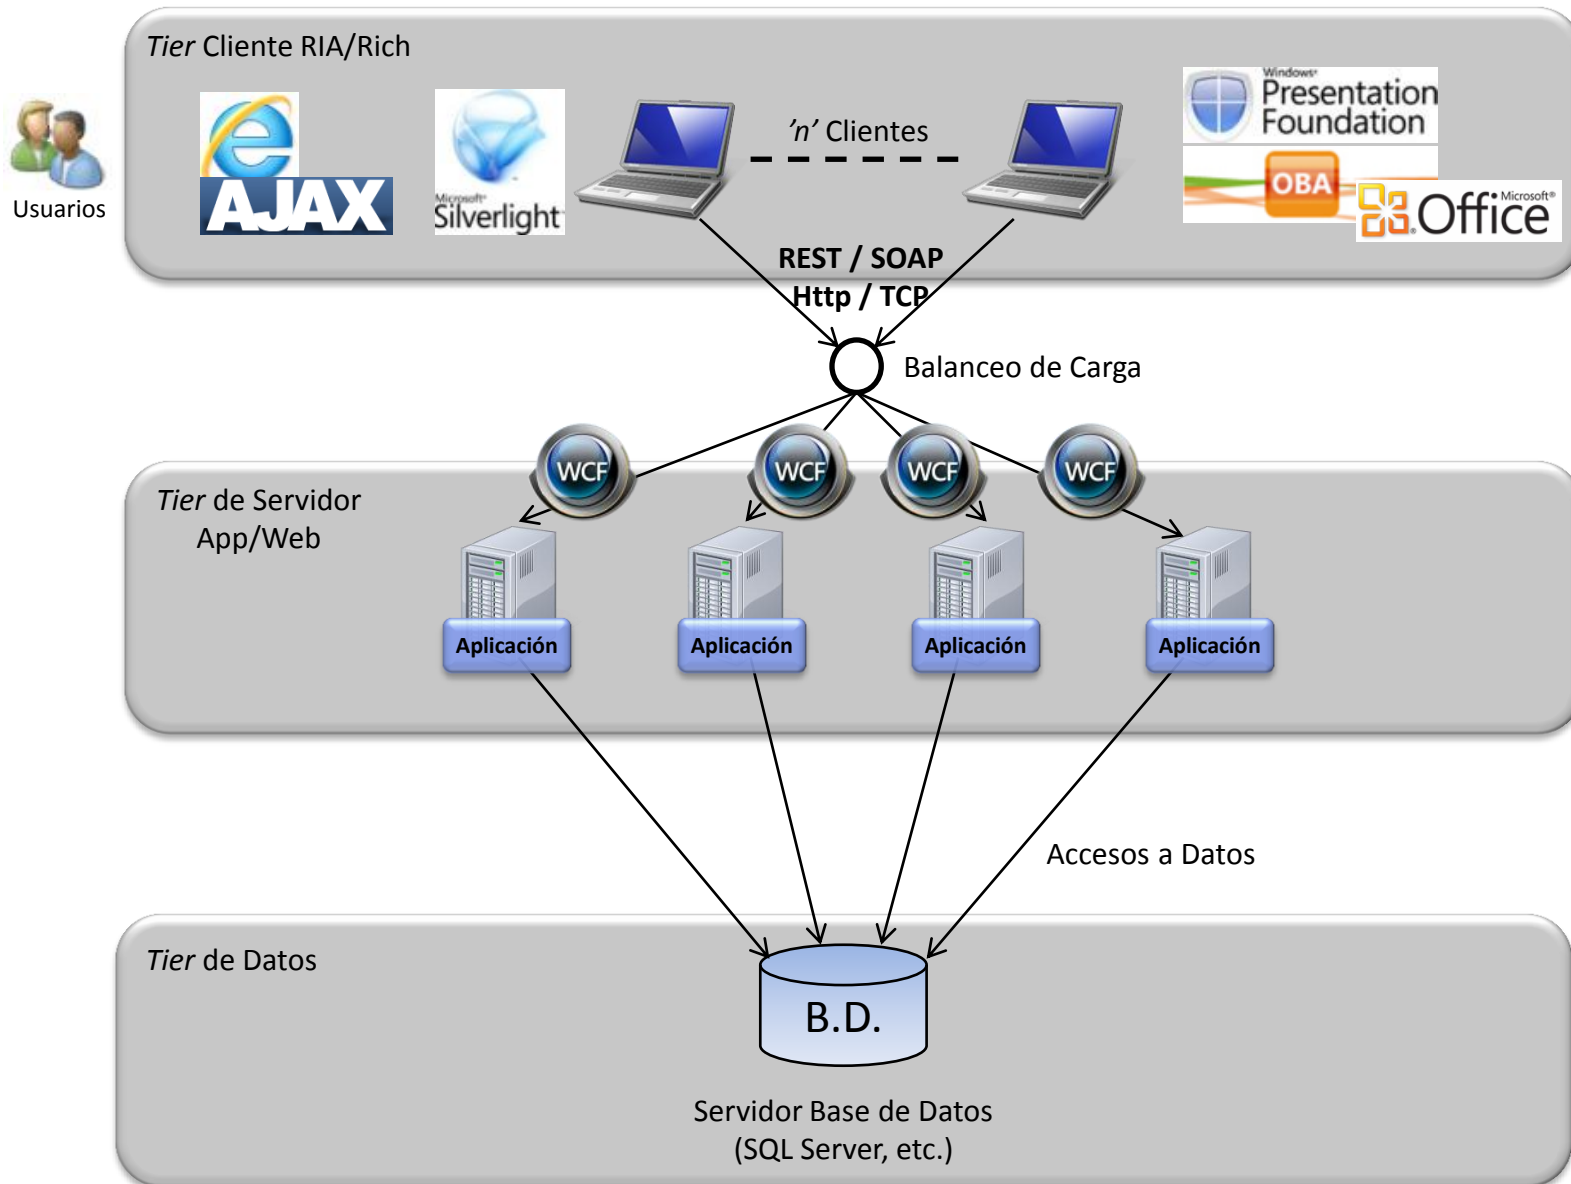 Tier Cliente RIA/Rich
Usuarios
AJAX
Microsoft®
Silverlight
'n' Clientes
Windows®
Presentation
Foundation
OBA
Microsoft®
Office
REST / SOAP
Http / TCP
Balanceo de Carga
WCF
WCF
WCF
WCF
Tier de Servidor
App/Web
Aplicación
Aplicación
Aplicación
Aplicación
Accesos a Datos
Tier de Datos
B.D.
Servidor Base de Datos
(SQL Server, etc.)